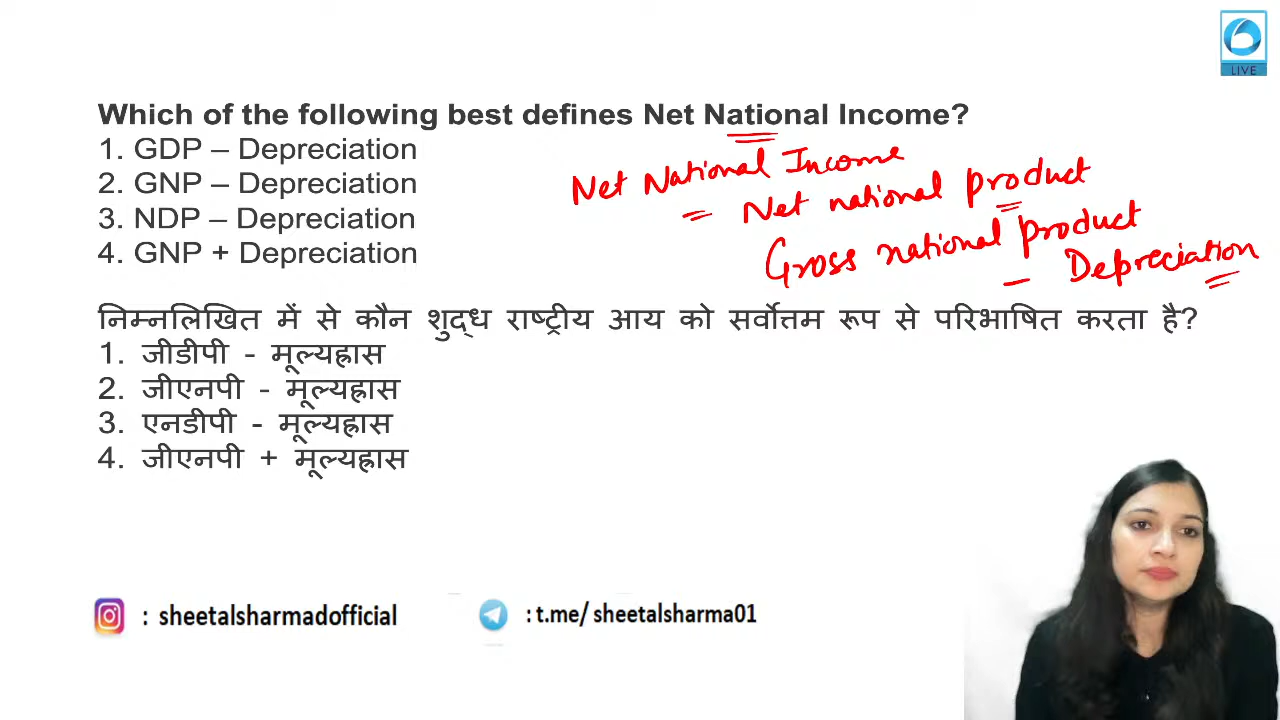 LIVE
Which of the following best defines Net National Income?
1. GDP – Depreciation
2. GNP – Depreciation
3. NDP – Depreciation
4. GNP + Depreciation
Net National Income
= Net national product
Gross national product
– Depreciation
निम्नलिखित में से कौन शुद्ध राष्ट्रीय आय को सर्वोत्तम रूप से परिभाषित करता है?
1. जीडीपी - मूल्यह्रास
2. जीएनपी - मूल्यह्रास
3. एनडीपी - मूल्यह्रास
4. जीएनपी + मूल्यह्रास
: sheetalsharmadofficial
: t.me/ sheetalsharma01